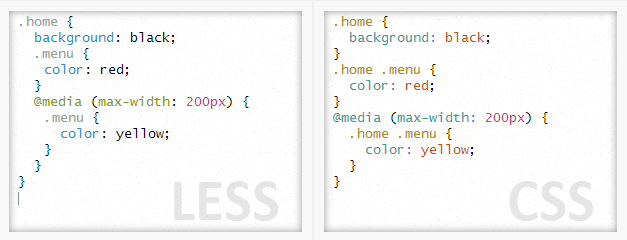 .home {
  background: black;
  .menu {
    color: red;
  }
  @media (max-width: 200px) {
    .menu {
      color: yellow;
    }
  }
}
LESS
.home {
  background: black;
}
.home .menu {
  color: red;
}
@media (max-width: 200px) {
  .home .menu {
    color: yellow;
  }
}
CSS